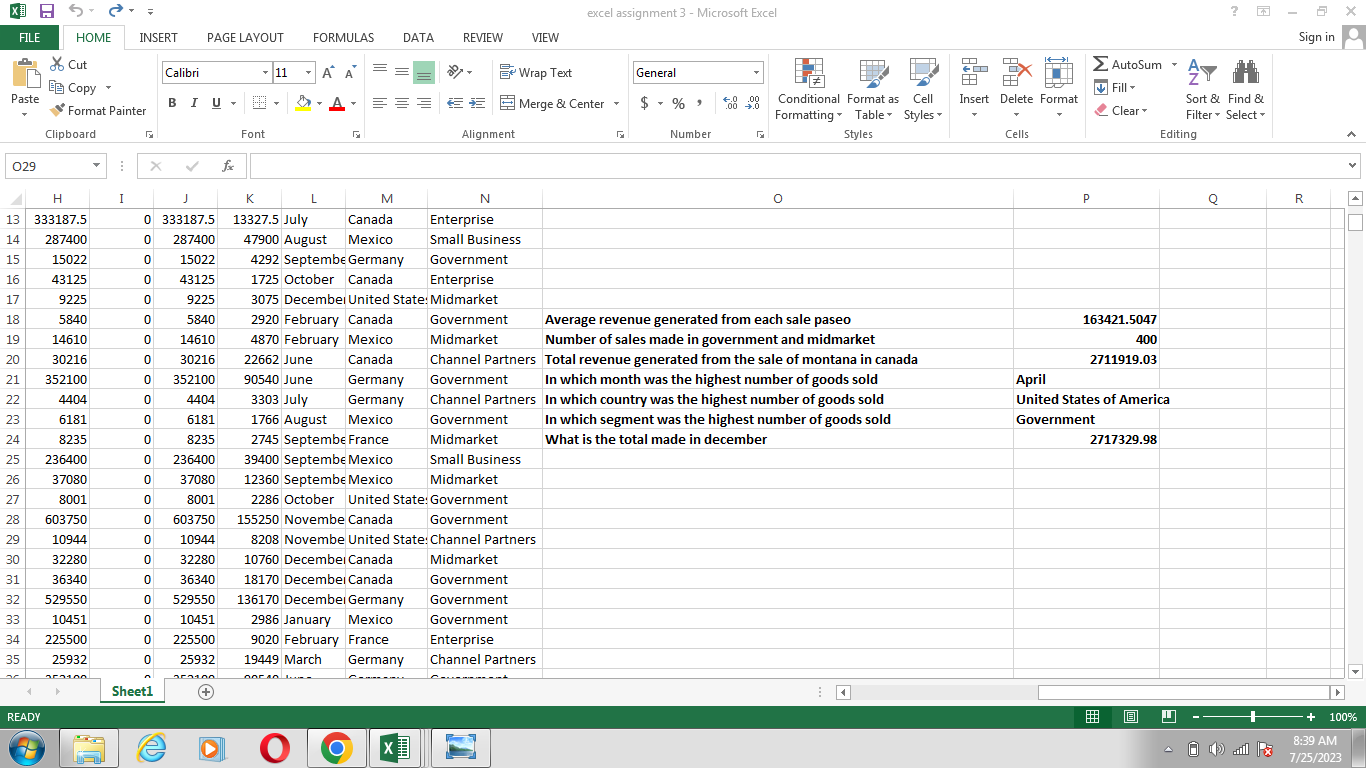 excel assignment 3 - Microsoft Excel
FILE HOME INSERT PAGE LAYOUT FORMULAS DATA REVIEW VIEW Sign in
Paste Cut Copy Format Painter Clipboard
Calibri 11 B I U A A A Font
Wrap Text Merge & Center Alignment
General $ % , Number
Conditional Formatting Format as Table Cell Styles Styles
Insert Delete Format Cells
AutoSum Fill Clear Sort & Filter Find & Select Editing
O29 fx
H I J K L M N O P Q R
13 333187.5 0 333187.5 13327.5 July Canada Enterprise
14 287400 0 287400 47900 August Mexico Small Business
15 15022 0 15022 4292 Septembe Germany Government
16 43125 0 43125 1725 October Canada Enterprise
17 9225 0 9225 3075 December United States Midmarket
18 5840 0 5840 2920 February Canada Government Average revenue generated from each sale paseo 163421.5047
19 14610 0 14610 4870 February Mexico Midmarket Number of sales made in government and midmarket 400
20 30216 0 30216 22662 June Canada Channel Partners Total revenue generated from the sale of montana in canada 2711919.03
21 352100 0 352100 90540 June Germany Government In which month was the highest number of goods sold April
22 4404 0 4404 3303 July Germany Channel Partners In which country was the highest number of goods sold United States of America
23 6181 0 6181 1766 August Mexico Government In which segment was the highest number of goods sold Government
24 8235 0 8235 2745 Septembe France Midmarket What is the total made in december 2717329.98
25 236400 0 236400 39400 Septembe Mexico Small Business
26 37080 0 37080 12360 Septembe Mexico Midmarket
27 8001 0 8001 2286 October United States Government
28 603750 0 603750 155250 Novembe Canada Government
29 10944 0 10944 8208 Novembe United States Channel Partners
30 32280 0 32280 10760 December Canada Midmarket
31 36340 0 36340 18170 December Canada Government
32 529550 0 529550 136170 December Germany Government
33 10451 0 10451 2986 January Mexico Government
34 225500 0 225500 9020 February France Enterprise
35 25932 0 25932 19449 March Germany Channel Partners
Sheet1
READY 100%
8:39 AM
7/25/2023